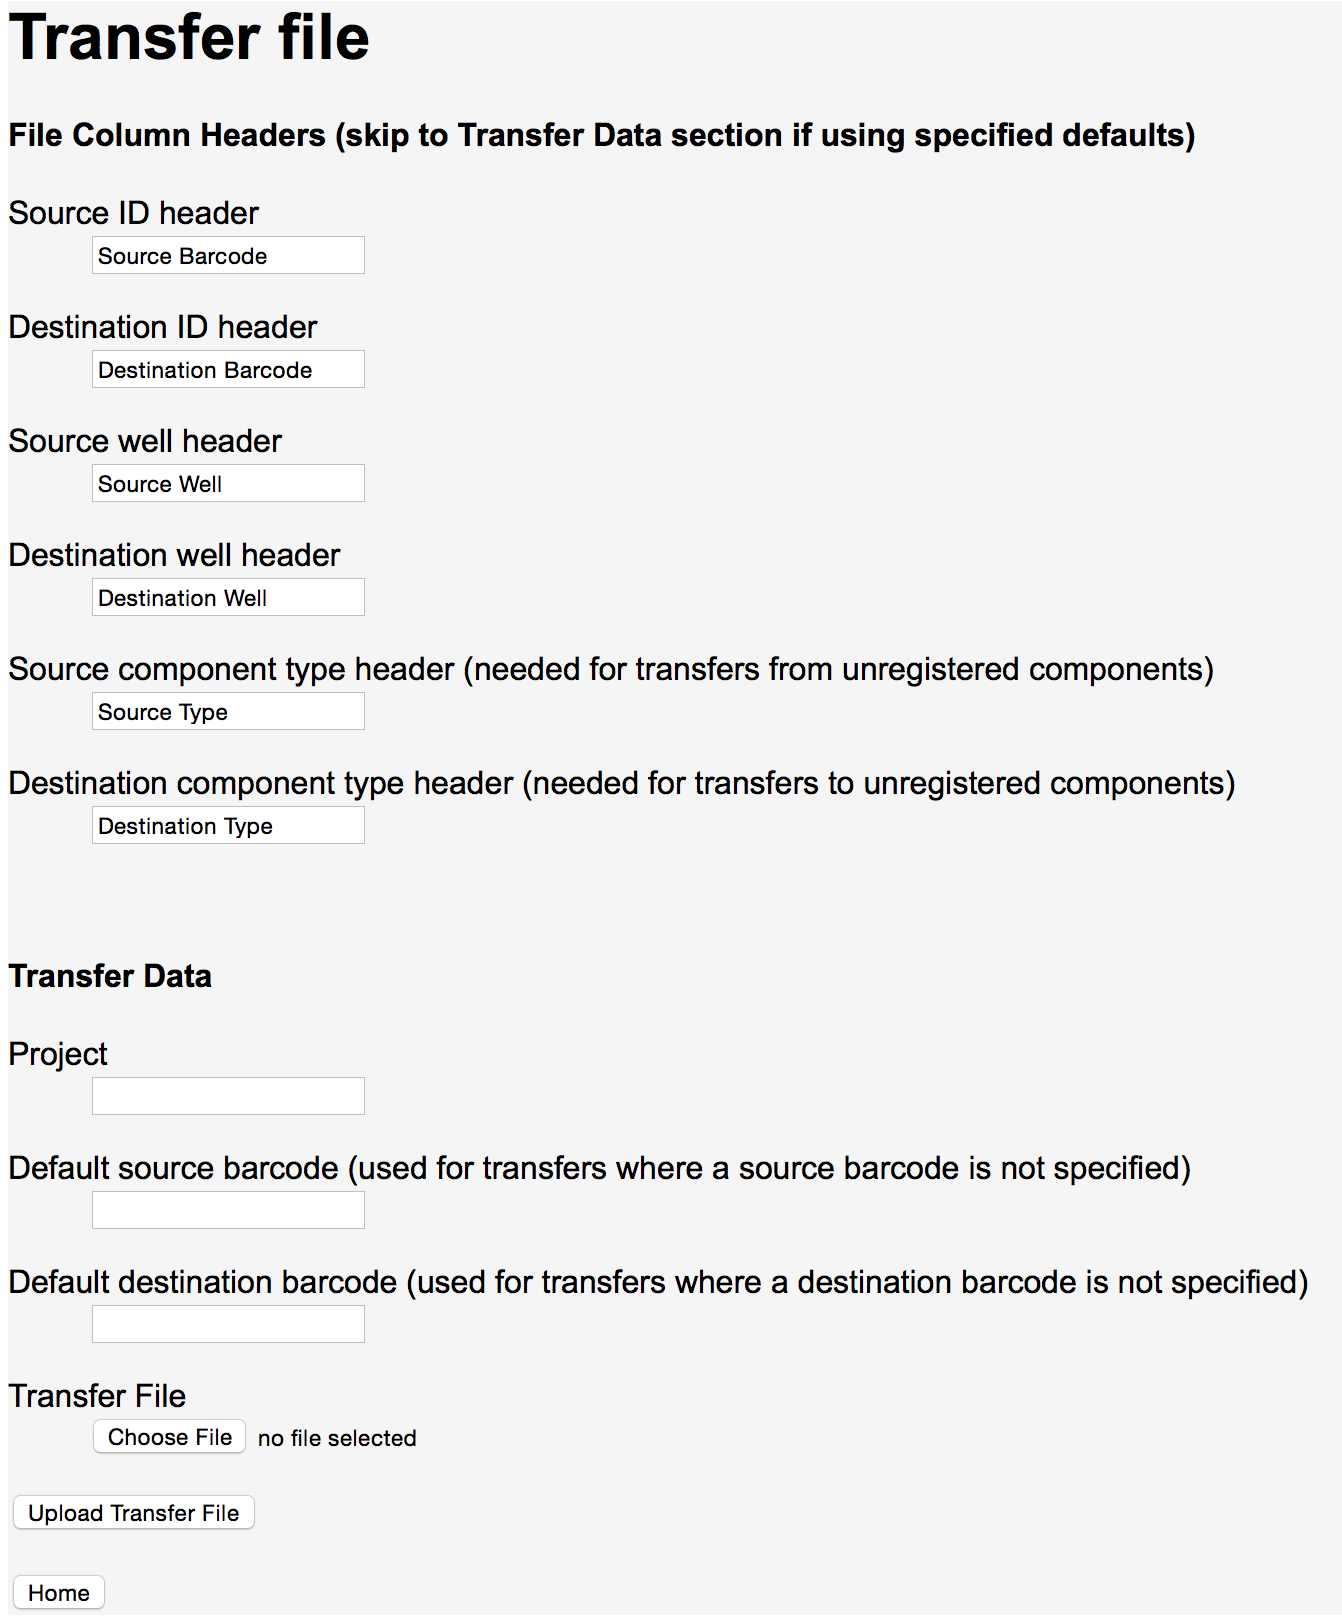 Transfer file
File Column Headers (skip to Transfer Data section if using specified defaults)
Source ID header
Source Barcode
Destination ID header
Destination Barcode
Source well header
Source Well
Destination well header
Destination Well
Source component type header (needed for transfers from unregistered components)
Source Type
Destination component type header (needed for transfers to unregistered components)
Destination Type
Transfer Data
Project
Default source barcode (used for transfers where a source barcode is not specified)
Default destination barcode (used for transfers where a destination barcode is not specified)
Transfer File
Choose File no file selected
Upload Transfer File
Home